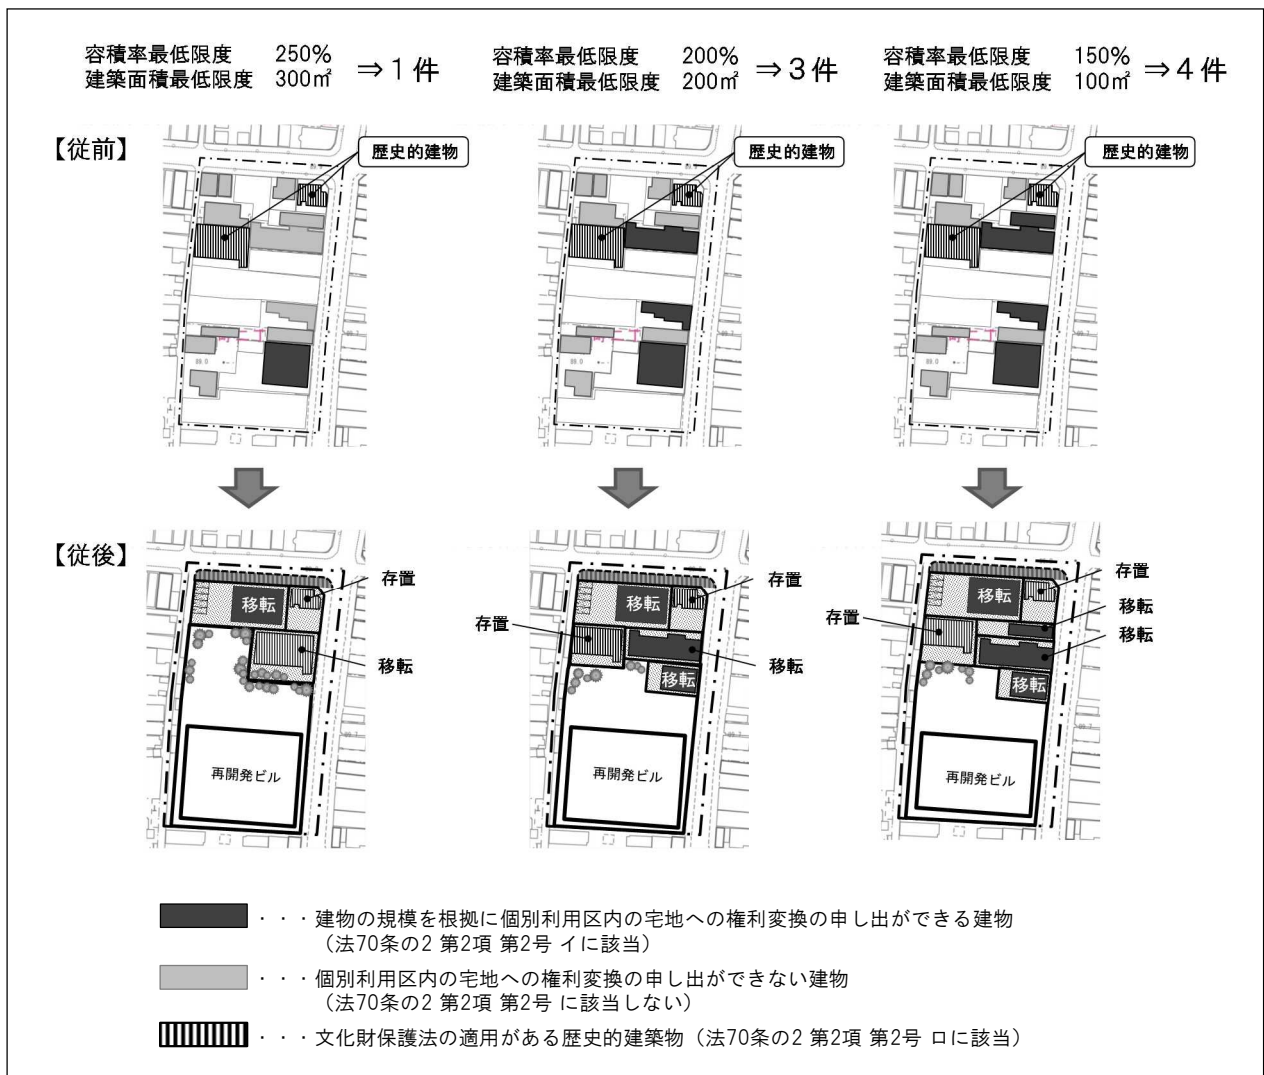 容積率最低限度 250%
建築面積最低限度 300㎡ ⇒1件
容積率最低限度 200%
建築面積最低限度 200㎡ ⇒3件
容積率最低限度 150%
建築面積最低限度 100㎡ ⇒4件
【従前】
歴史的建物
歴史的建物
歴史的建物
89.0
89.0
89.0
【従後】
存置
移転
移転
再開発ビル
存置
移転
存置
移転
移転
再開発ビル
存置
移転
移転
存置
移転
移転
再開発ビル
・・・建物の規模を根拠に個別利用区内の宅地への権利変換の申し出ができる建物
（法70条の2 第2項 第2号 イに該当）
・・・個別利用区内の宅地への権利変換の申し出ができない建物
（法70条の2 第2項 第2号 に該当しない）
・・・文化財保護法の適用がある歴史的建築物（法70条の2 第2項 第2号 ロに該当）